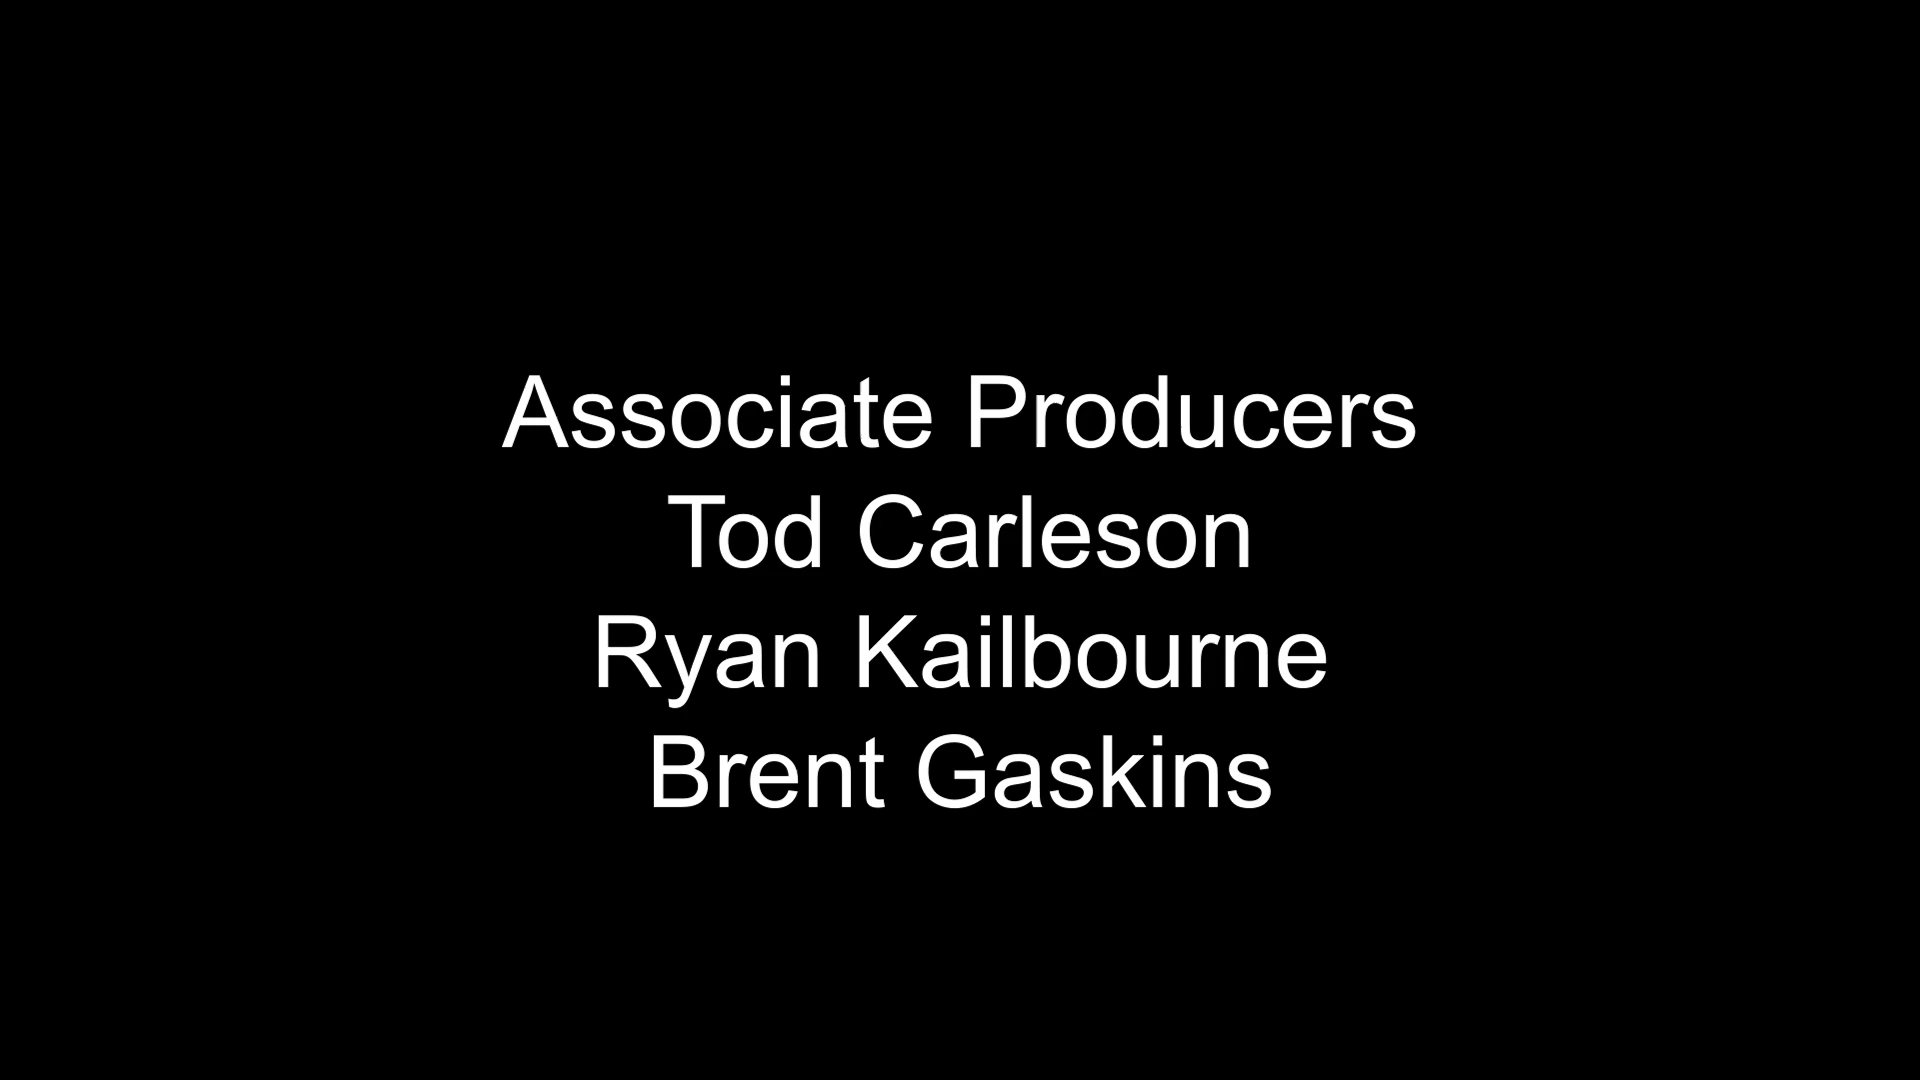 Associate Producers
Tod Carleson
Ryan Kailbourne
Brent Gaskins